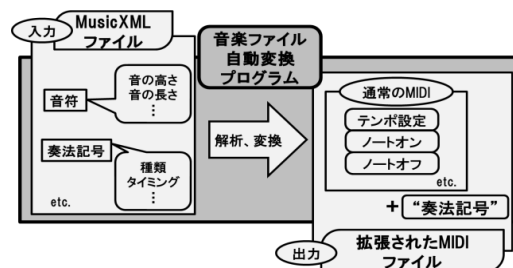 入力
MusicXML
ファイル
音符
音の高さ
音の長さ
⋮
奏法記号
種類
タイミング
⋮
etc.
音楽ファイル
自動変換
プログラム
解析、変換
通常のMIDI
テンポ設定
ノートオン
ノートオフ
etc.
+ “奏法記号”
出力
拡張されたMIDI
ファイル